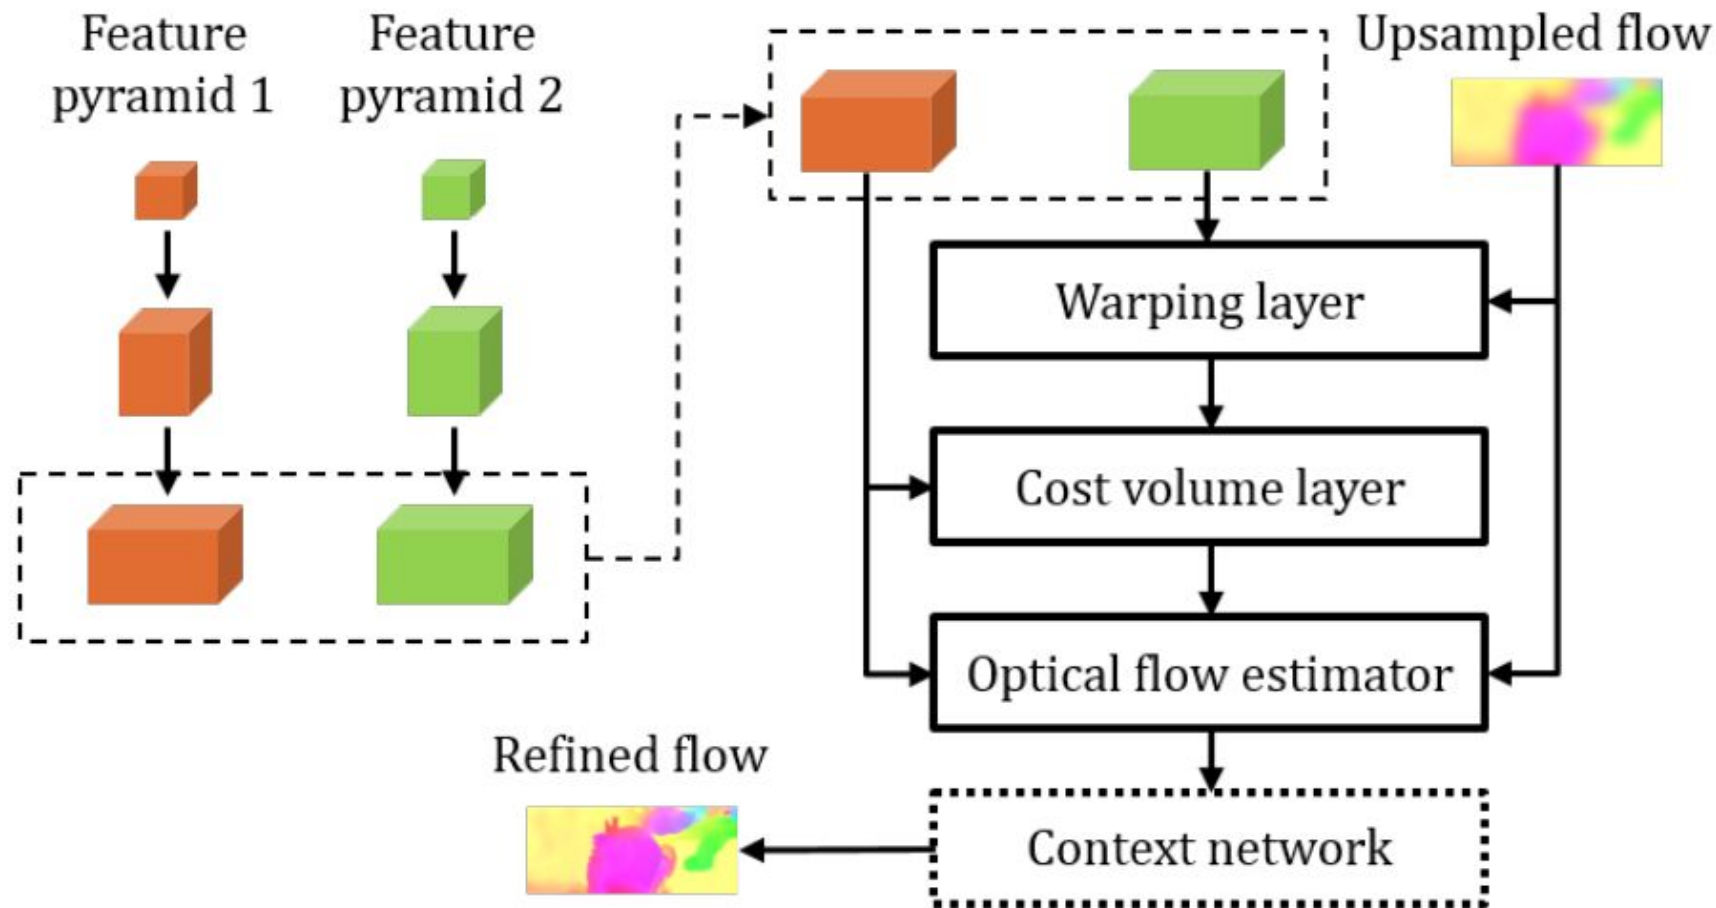 Feature
pyramid 1
Feature
pyramid 2
Upsampled flow
Warping layer
Cost volume layer
Optical flow estimator
Refined flow
Context network